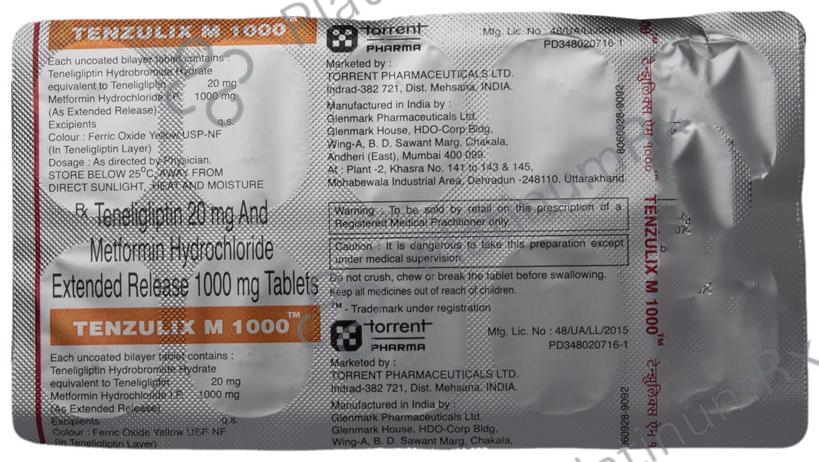 TENZULIX M 1000
Each uncoated bilayer tablet contains :
Teneligliptin Hydrobromide Hydrate
equivalent to Teneligliptin 20 mg
Metformin Hydrochloride I.P. 1000 mg
(As Extended Release)
Excipients q.s.
Colour : Ferric Oxide Yellow USP-NF
(In Teneligliptin Layer)
Dosage : As directed by Physician.
STORE BELOW 25°C, AWAY FROM
DIRECT SUNLIGHT, HEAT AND MOISTURE
Rx Teneligliptin 20 mg And
Metformin Hydrochloride
Extended Release 1000 mg Tablets
TENZULIX M 1000™
Each uncoated bilayer tablet contains :
Teneligliptin Hydrobromide Hydrate
equivalent to Teneligliptin 20 mg
Metformin Hydrochloride I.P. 1000 mg
(As Extended Release)
Excipients q.s.
Colour : Ferric Oxide Yellow USP-NF
(In Teneligliptin Layer)
torrent
PHARMA
Mfg. Lic. No : 48/UA/LL/2015
PD348020716-1
Marketed by :
TORRENT PHARMACEUTICALS LTD.
Indrad-382 721, Dist. Mehsana, INDIA.
Manufactured in India by :
Glenmark Pharmaceuticals Ltd.
Glenmark House, HDO-Corp Bldg,
Wing-A, B. D. Sawant Marg, Chakala,
Andheri (East), Mumbai 400 099.
At : Plant -2, Khasra No. 141 to 143 & 145,
Mohabewala Industrial Area, Dehradun -248110. Uttarakhand
Warning : To be sold by retail on the prescription of a
Registered Medical Practitioner only.
Caution : It is dangerous to take this preparation except
under medical supervision.
Do not crush, chew or break the tablet before swallowing.
Keep all medicines out of reach of children.
™ - Trademark under registration
torrent
PHARMA
Mfg. Lic. No : 48/UA/LL/2015
PD348020716-1
Marketed by :
TORRENT PHARMACEUTICALS LTD.
Indrad-382 721, Dist. Mehsana. INDIA.
Manufactured in India by :
Glenmark Pharmaceuticals Ltd.
Glenmark House, HDO-Corp Bldg,
Wing-A, B. D. Sawant Marg, Chakala,
8060928-9092
060928-9092
TENZULIX M 1000™
PlatinumRx